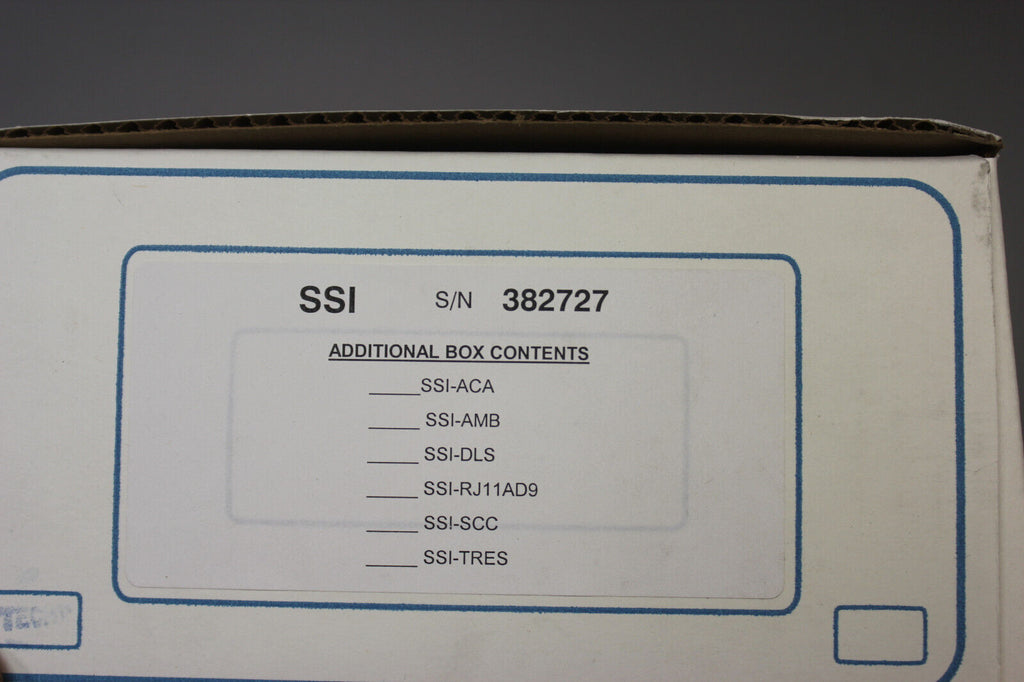 SSI S/N 382727
ADDITIONAL BOX CONTENTS
_____SSI-ACA
_____ SSI-AMB
_____ SSI-DLS
_____ SSI-RJ11AD9
_____ SSI-SCC
_____ SSI-TRES